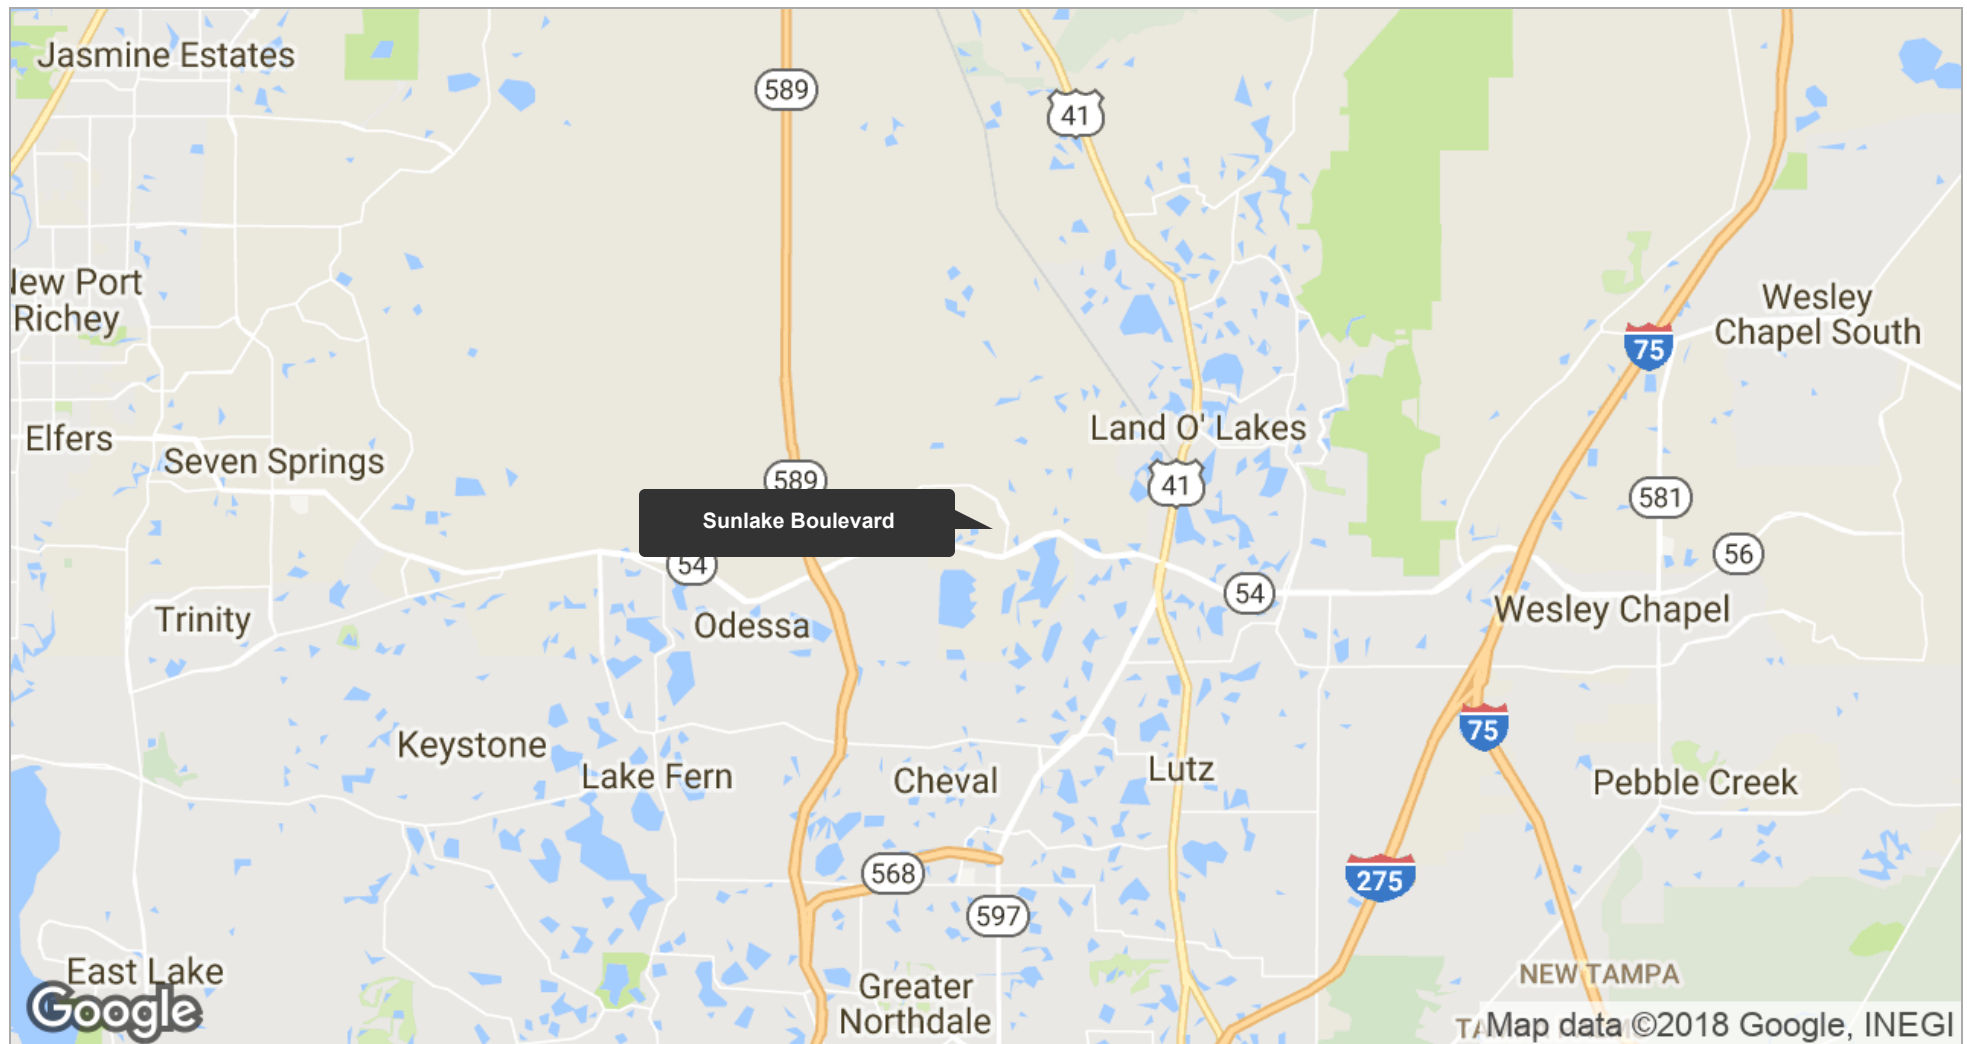 Jasmine Estates
589
41
New Port
Richey
Wesley
Chapel South
75
Land O' Lakes
Elfers
Seven Springs
589
41
581
Sunlake Boulevard
54
56
54
Trinity
Odessa
Wesley Chapel
75
Keystone
Lake Fern
Cheval
Lutz
Pebble Creek
568
275
597
East Lake
NEW TAMPA
Greater
Northdale
Google
Map data ©2018 Google, INEGI